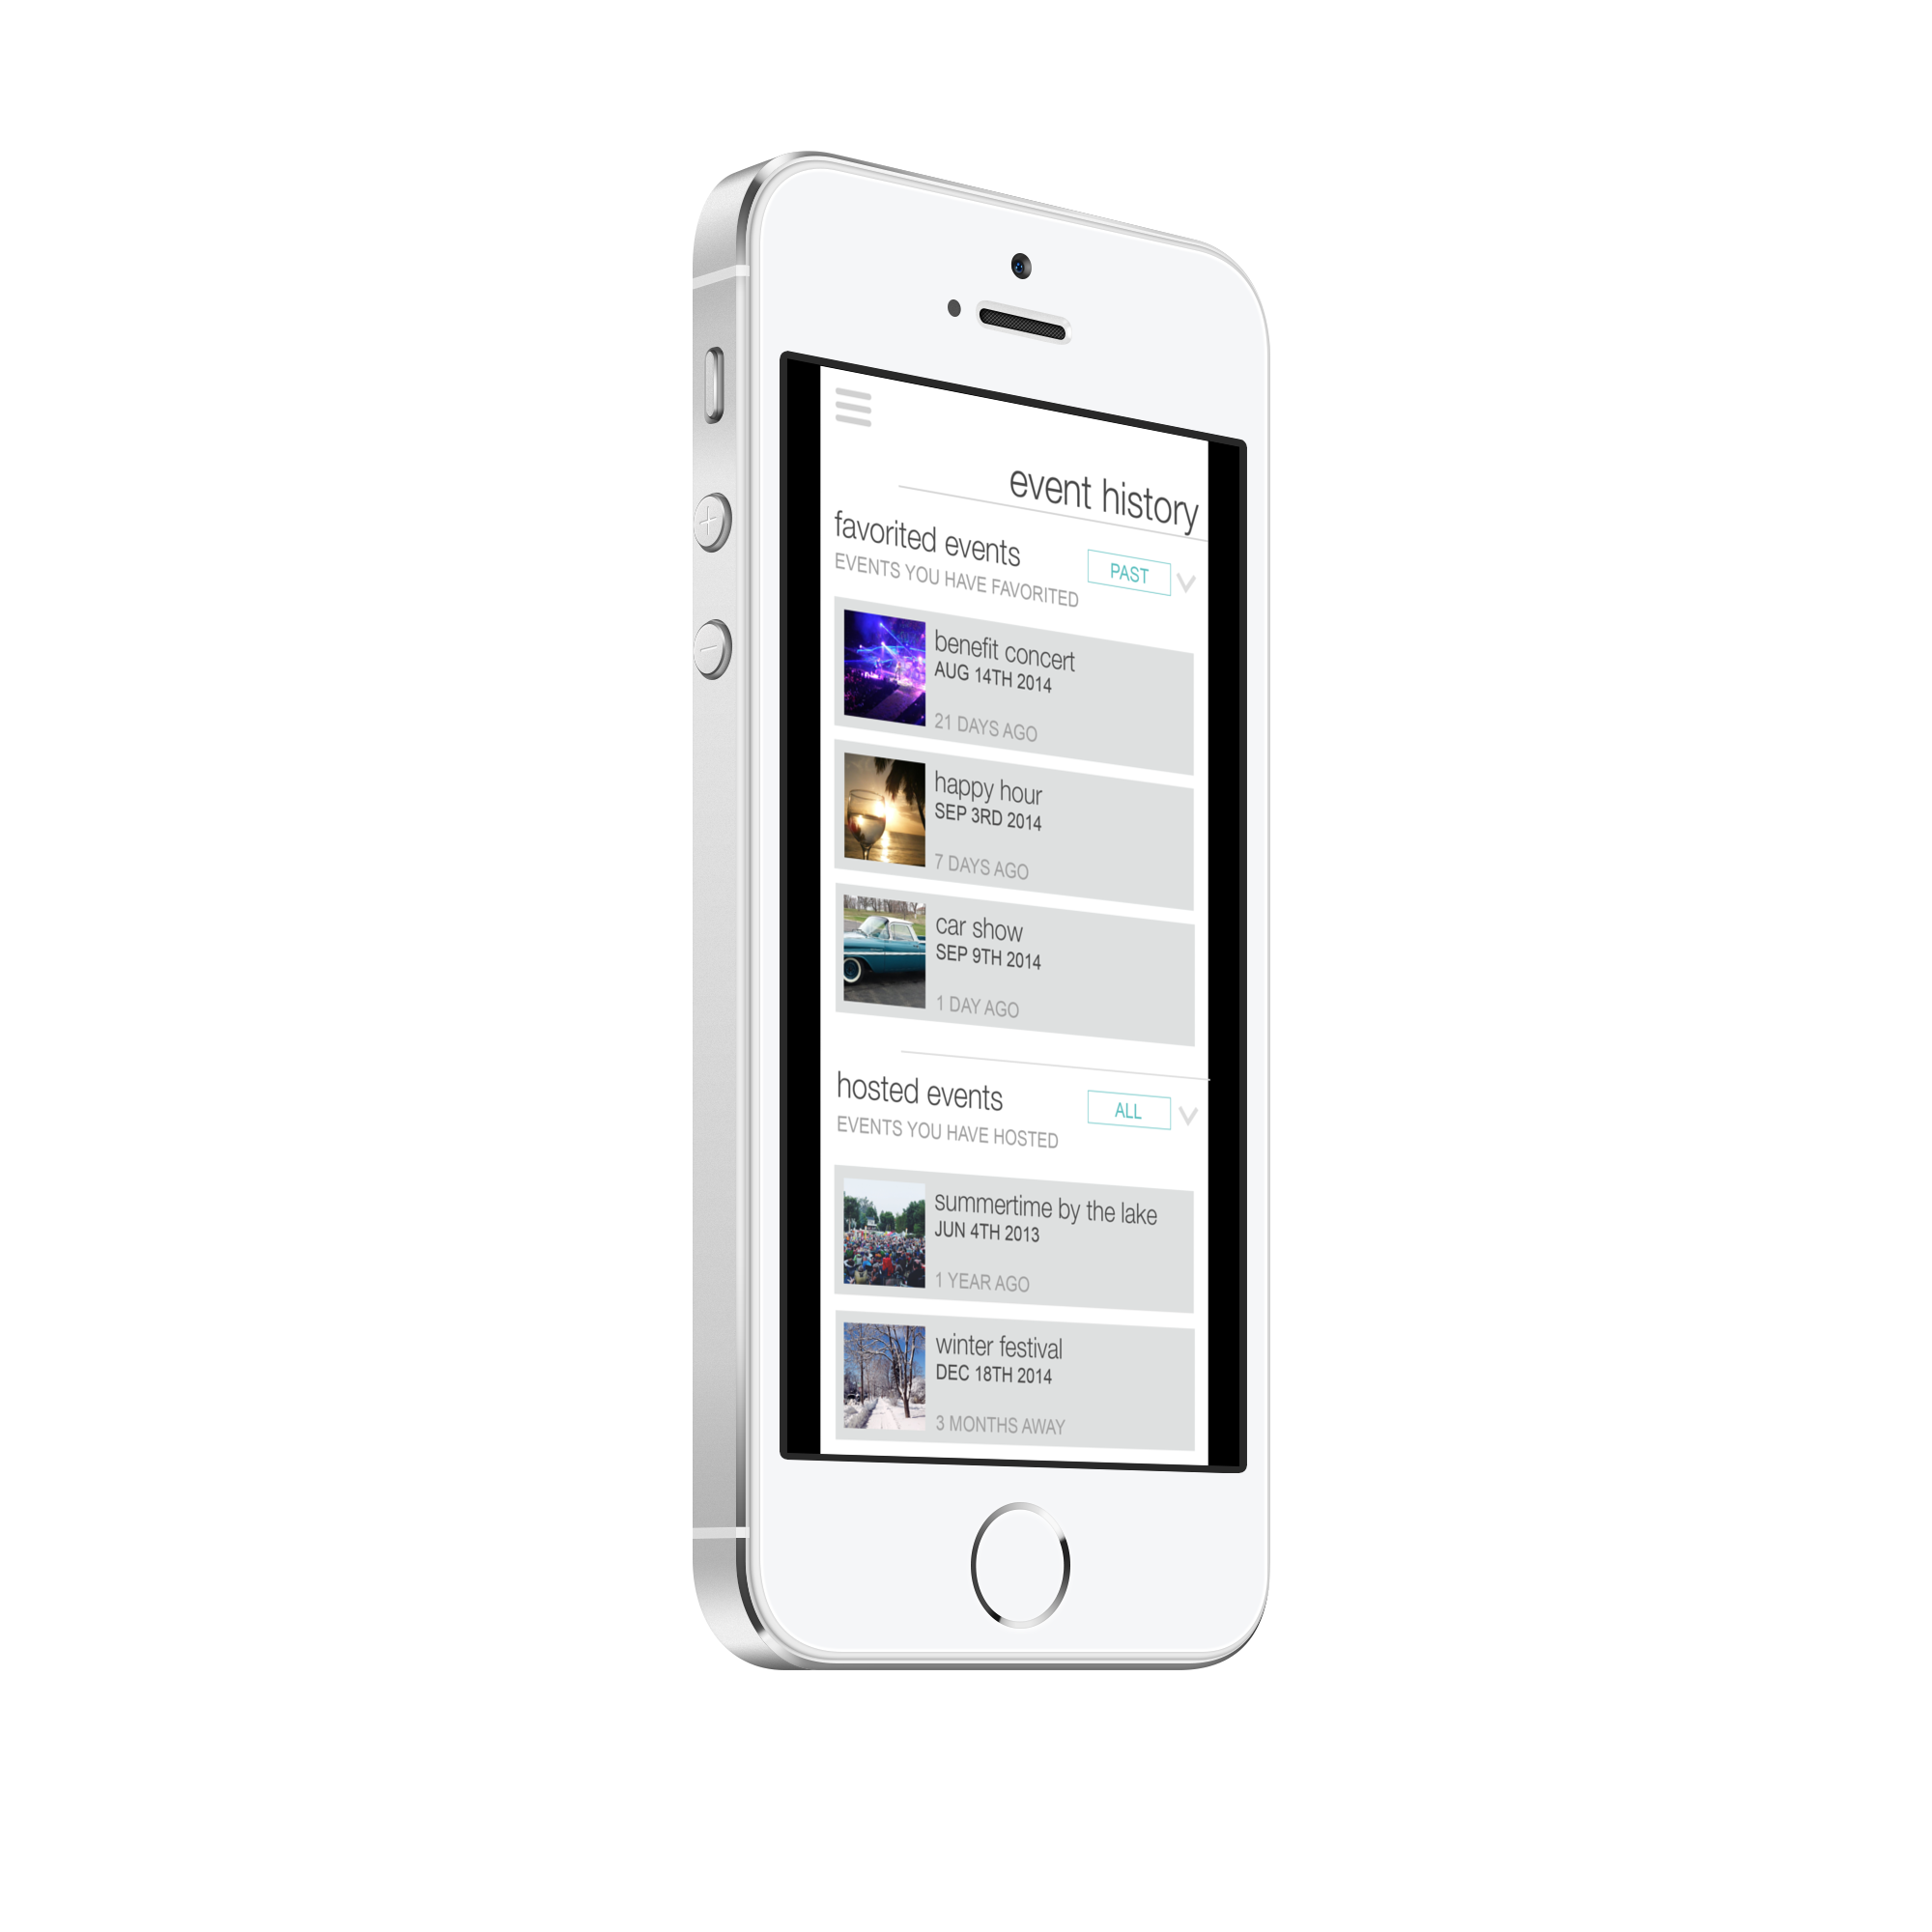 event history
favorited events
EVENTS YOU HAVE FAVORITED
PAST
benefit concert
AUG 14TH 2014
21 DAYS AGO
happy hour
SEP 3RD 2014
7 DAYS AGO
car show
SEP 9TH 2014
1 DAY AGO
hosted events
EVENTS YOU HAVE HOSTED
ALL
summertime by the lake
JUN 4TH 2013
1 YEAR AGO
winter festival
DEC 18TH 2014
3 MONTHS AWAY